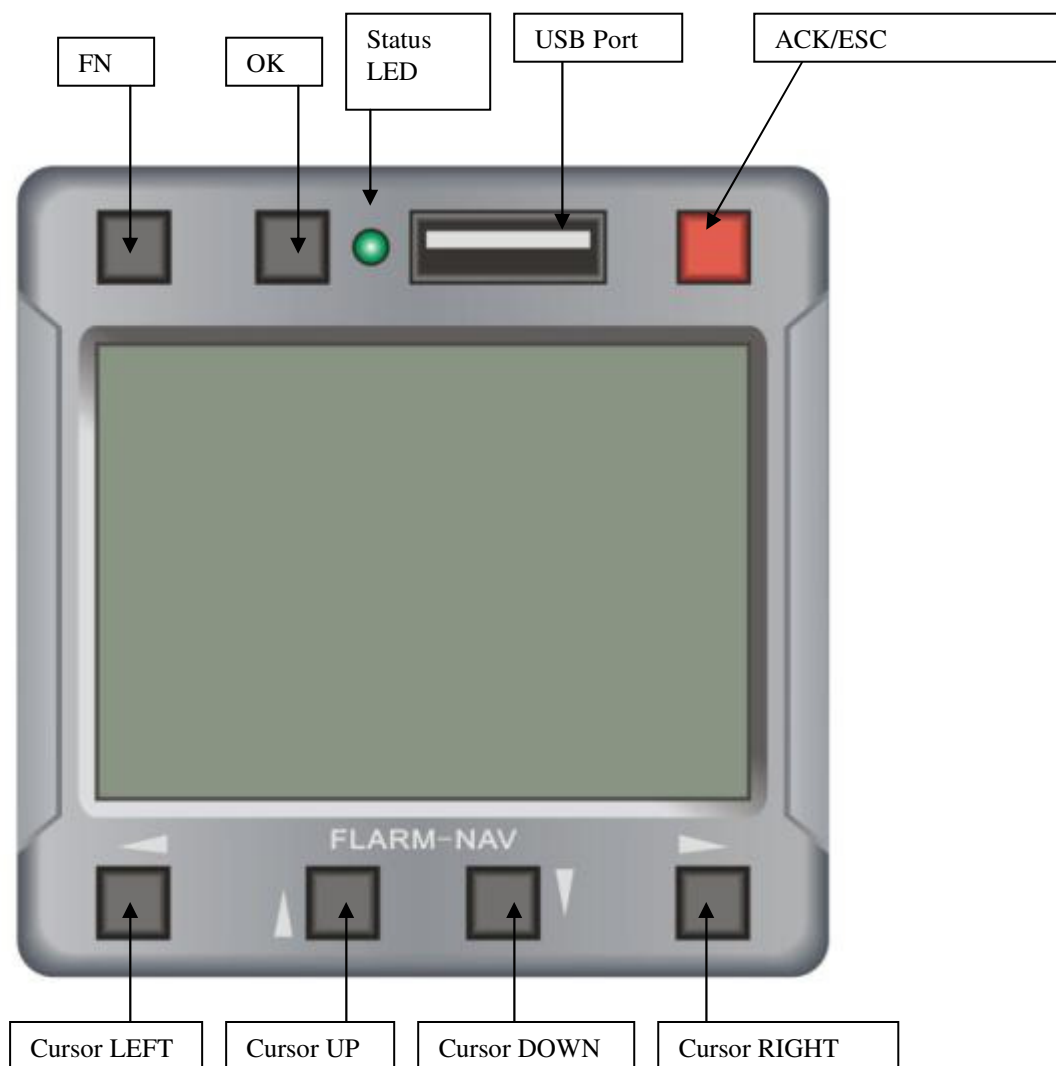 FN
OK
Status
LED
USB Port
ACK/ESC
FLARM-NAV
Cursor LEFT
Cursor UP
Cursor DOWN
Cursor RIGHT